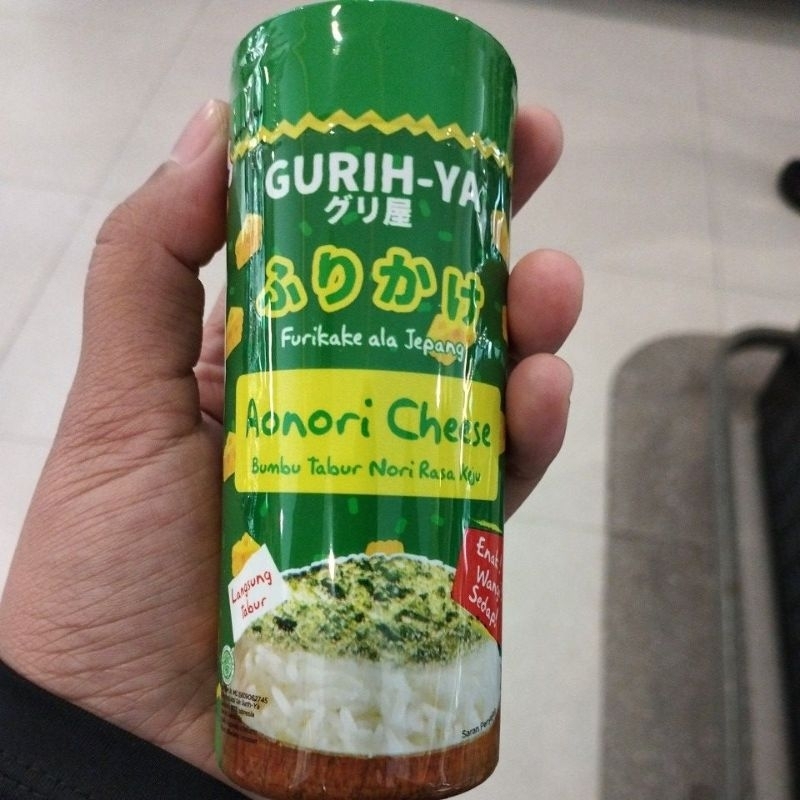 GURIH-YA
グリ屋
ふりかけ
Furikake ala Jepang
Aonori Cheese
Bumbu Tabur Nori Rasa Keju
Langsung
Tabur
Enak
Wangi
Sedap!
Saran